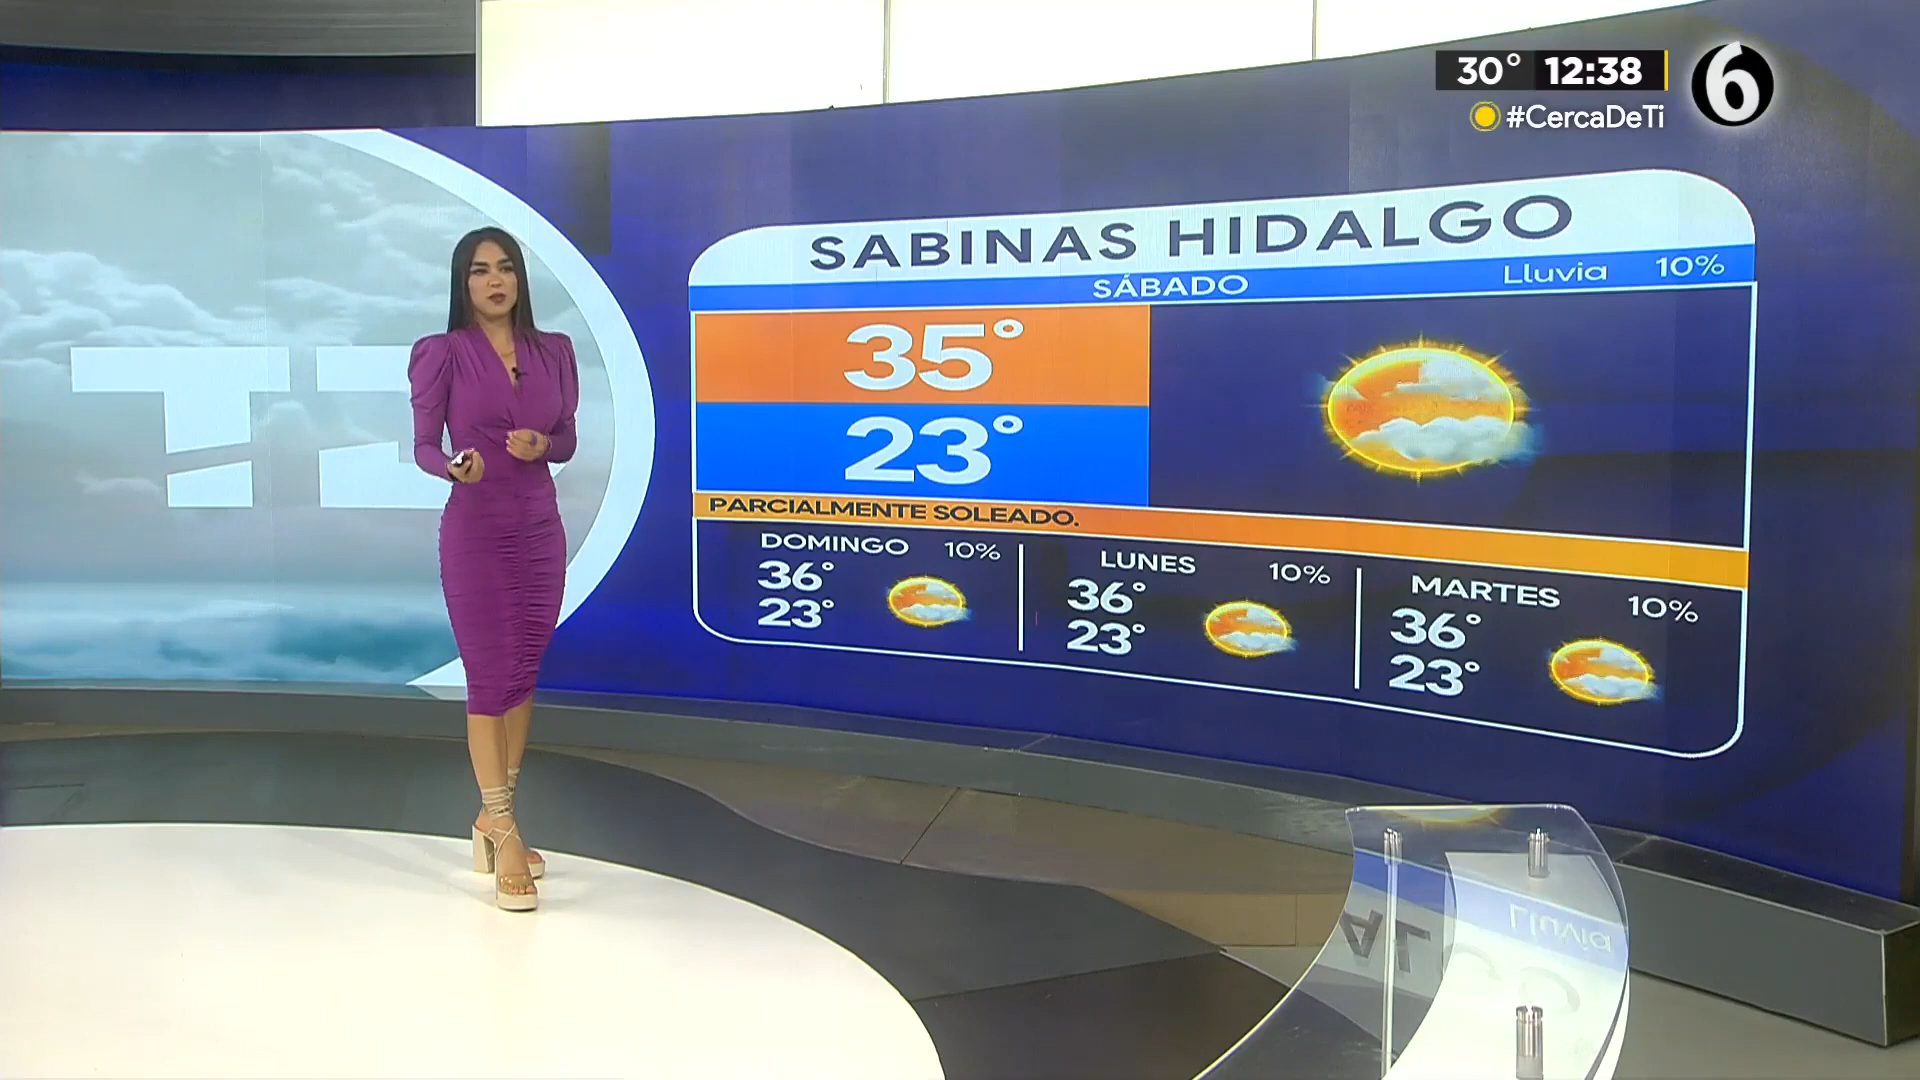 30° 12:38
6
#CercaDeTi
SABINAS HIDALGO
SÁBADO Lluvia 10%
35°
23°
PARCIALMENTE SOLEADO.
DOMINGO 10%
36°
23°
LUNES 10%
36°
23°
MARTES 10%
36°
23°
Lluvia